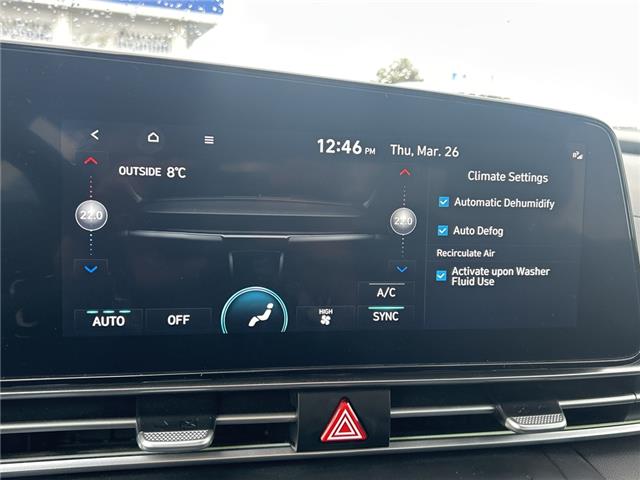 12:46 PM Thu, Mar. 26
OUTSIDE 8°C
22.0
22.0
Climate Settings
Automatic Dehumidify
Auto Defog
Recirculate Air
Activate upon Washer
Fluid Use
A/C
AUTO
OFF
HIGH
SYNC